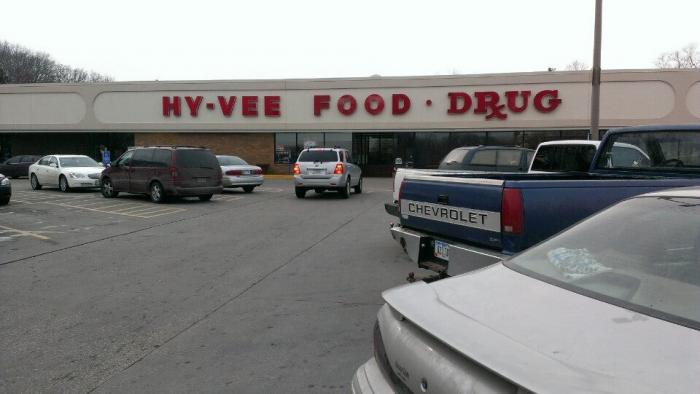 HY-VEE FOOD · DRUG
CHEVROLET